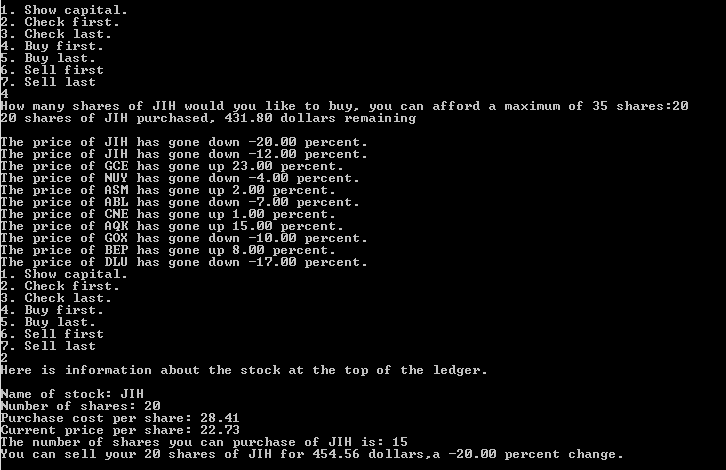 1. Show capital.
2. Check first.
3. Check last.
4. Buy first.
5. Buy last.
6. Sell first
7. Sell last
4
How many shares of JIH would you like to buy, you can afford a maximum of 35 shares:20
20 shares of JIH purchased, 431.80 dollars remaining
The price of JIH has gone down -20.00 percent.
The price of JIH has gone down -12.00 percent.
The price of GCE has gone up 23.00 percent.
The price of NUY has gone down -4.00 percent.
The price of ASM has gone up 2.00 percent.
The price of ABL has gone down -7.00 percent.
The price of CNE has gone up 1.00 percent.
The price of AQK has gone up 15.00 percent.
The price of GOX has gone down -10.00 percent.
The price of BEP has gone up 8.00 percent.
The price of DLU has gone down -17.00 percent.
1. Show capital.
2. Check first.
3. Check last.
4. Buy first.
5. Buy last.
6. Sell first
7. Sell last
2
Here is information about the stock at the top of the ledger.
Name of stock: JIH
Number of shares: 20
Purchase cost per share: 28.41
Current price per share: 22.73
The number of shares you can purchase of JIH is: 15
You can sell your 20 shares of JIH for 454.56 dollars,a -20.00 percent change.